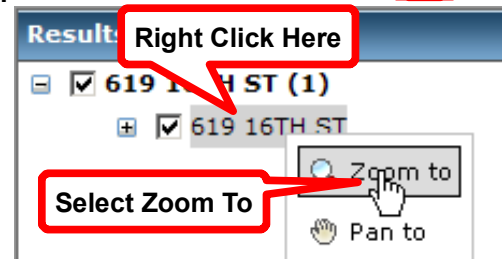 Results
Right Click Here
619 16TH ST (1)
619 16TH ST
Zoom to
Select Zoom To
Pan to